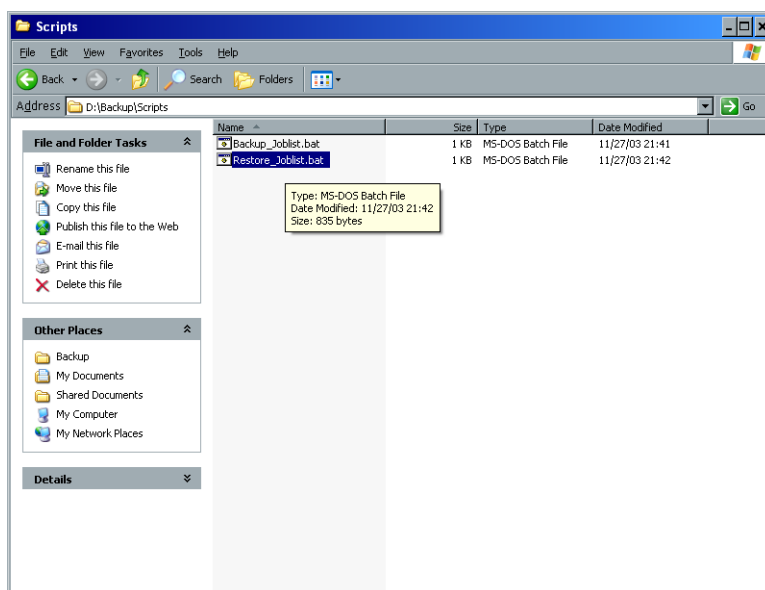 Scripts
File Edit View Favorites Tools Help
Back Search Folders
Address D:\Backup\Scripts Go
Name Size Type Date Modified
Backup_Joblist.bat 1 KB MS-DOS Batch File 11/27/03 21:41
Restore_Joblist.bat 1 KB MS-DOS Batch File 11/27/03 21:42
Type: MS-DOS Batch File
Date Modified: 11/27/03 21:42
Size: 835 bytes
File and Folder Tasks
Rename this file
Move this file
Copy this file
Publish this file to the Web
E-mail this file
Print this file
Delete this file
Other Places
Backup
My Documents
Shared Documents
My Computer
My Network Places
Details